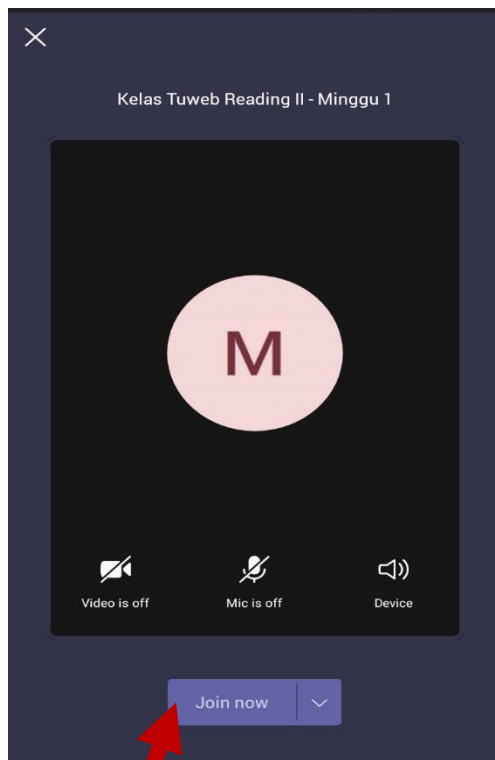 Kelas Tuweb Reading II - Minggu 1
M
Video is off
Mic is off
Device
Join now